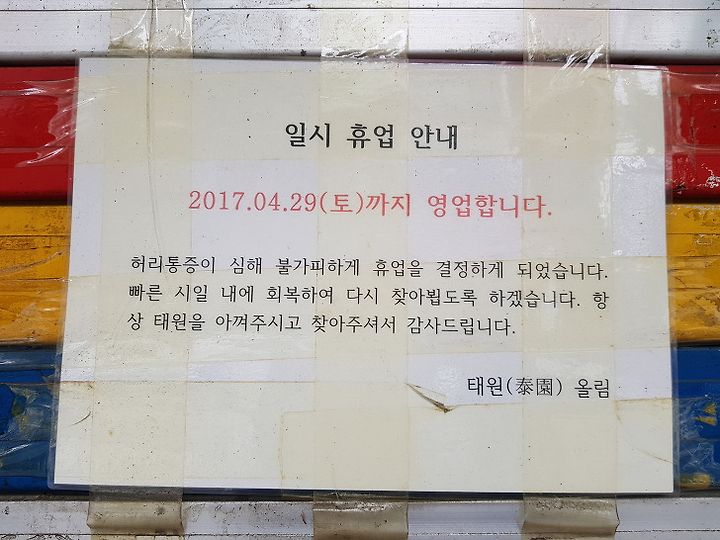 일시 휴업 안내
2017.04.29(토)까지 영업합니다.
허리통증이 심해 불가피하게 휴업을 결정하게 되었습니다.
빠른 시일 내에 회복하여 다시 찾아뵙도록 하겠습니다. 항
상 태원을 아껴주시고 찾아주셔서 감사드립니다.
태원(泰園) 올림